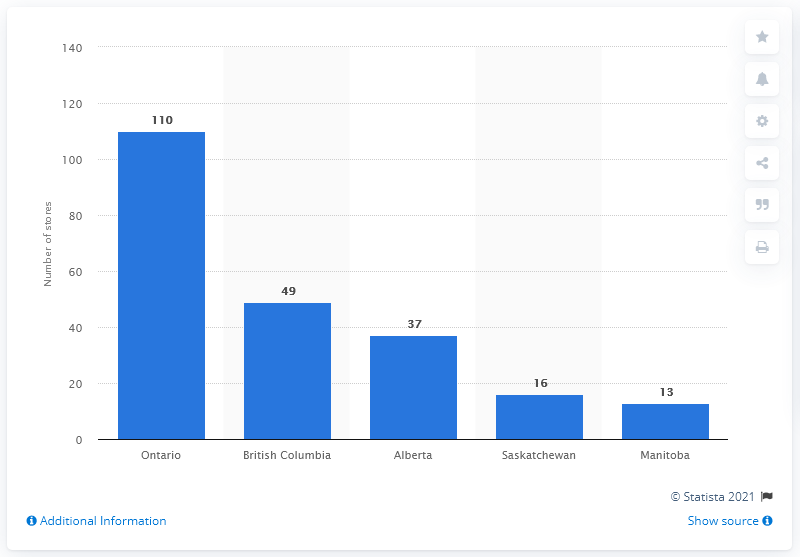 140
120
100
80
60
40
20
0
Number of stores
110
49
37
16
13
Ontario
British Columbia
Alberta
Saskatchewan
Manitoba
© Statista 2021
Additional Information
Show source